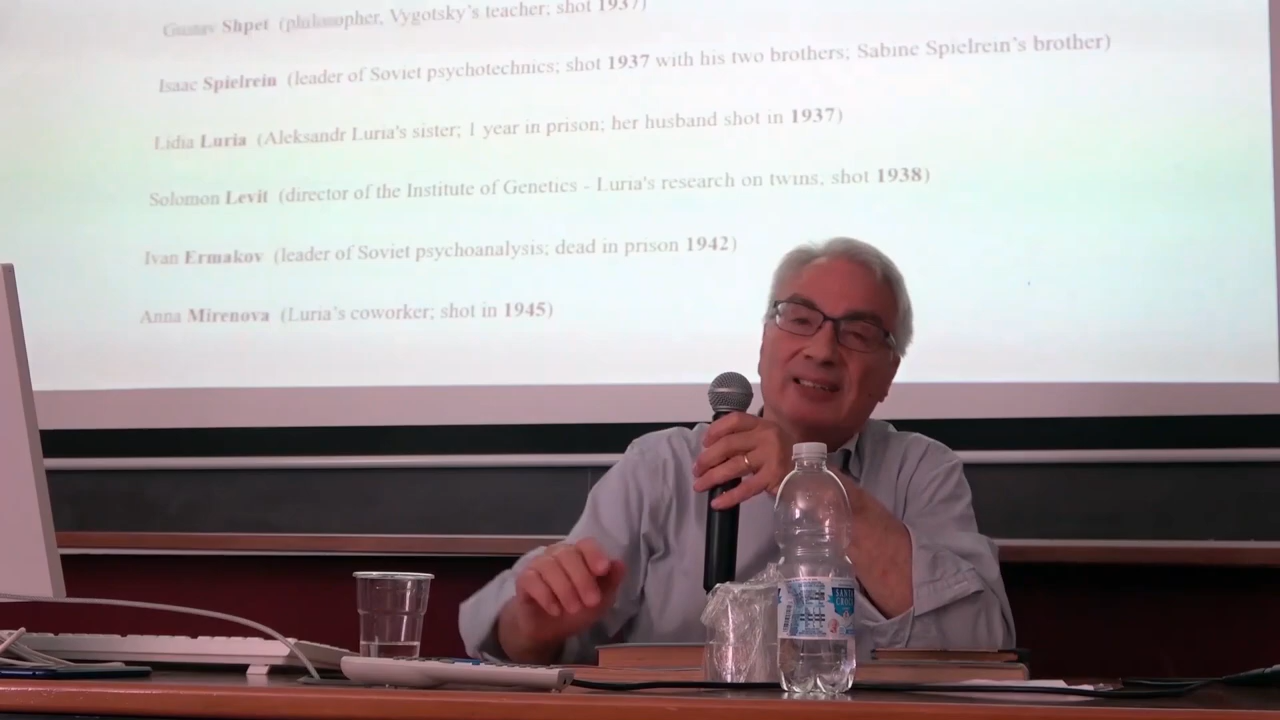 Gustav Shpet (philosopher, Vygotsky's teacher; shot 1937)
Isaac Spielrein (leader of Soviet psychotechnics; shot 1937 with his two brothers; Sabine Spielrein's brother)
Lidia Luria (Aleksandr Luria's sister; 1 year in prison; her husband shot in 1937)
Solomon Levit (director of the Institute of Genetics - Luria's research on twins, shot 1938)
Ivan Ermakov (leader of Soviet psychoanalysis; dead in prison 1942)
Anna Mirenova (Luria's coworker; shot in 1945)
SANTA
CROCE